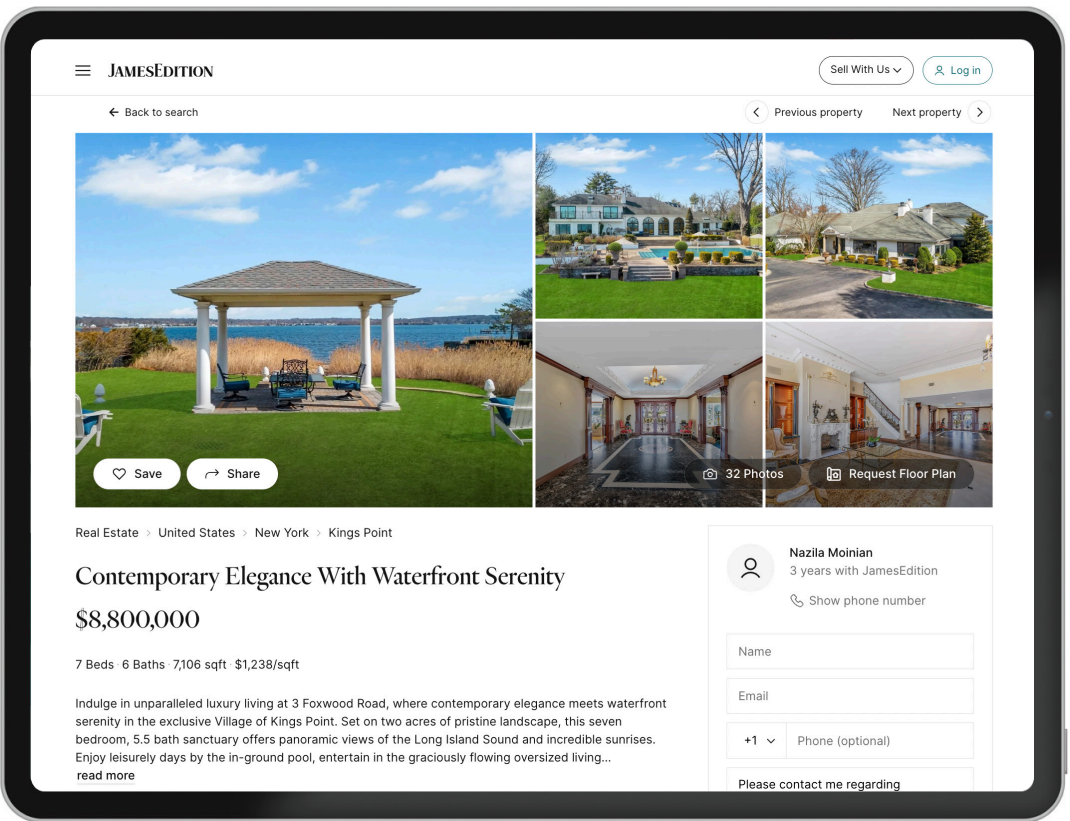 JAMESEDITION
Sell With Us
Log in
Back to search
Previous property
Next property
Save
Share
32 Photos
Request Floor Plan
Real Estate > United States > New York > Kings Point
Contemporary Elegance With Waterfront Serenity
$8,800,000
7 Beds · 6 Baths · 7,106 sqft · $1,238/sqft
Indulge in unparalleled luxury living at 3 Foxwood Road, where contemporary elegance meets waterfront
serenity in the exclusive Village of Kings Point. Set on two acres of pristine landscape, this seven
bedroom, 5.5 bath sanctuary offers panoramic views of the Long Island Sound and incredible sunrises.
Enjoy leisurely days by the in-ground pool, entertain in the graciously flowing oversized living...
read more
Nazila Moinian
3 years with JamesEdition
Show phone number
Name
Email
+1
Phone (optional)
Please contact me regarding